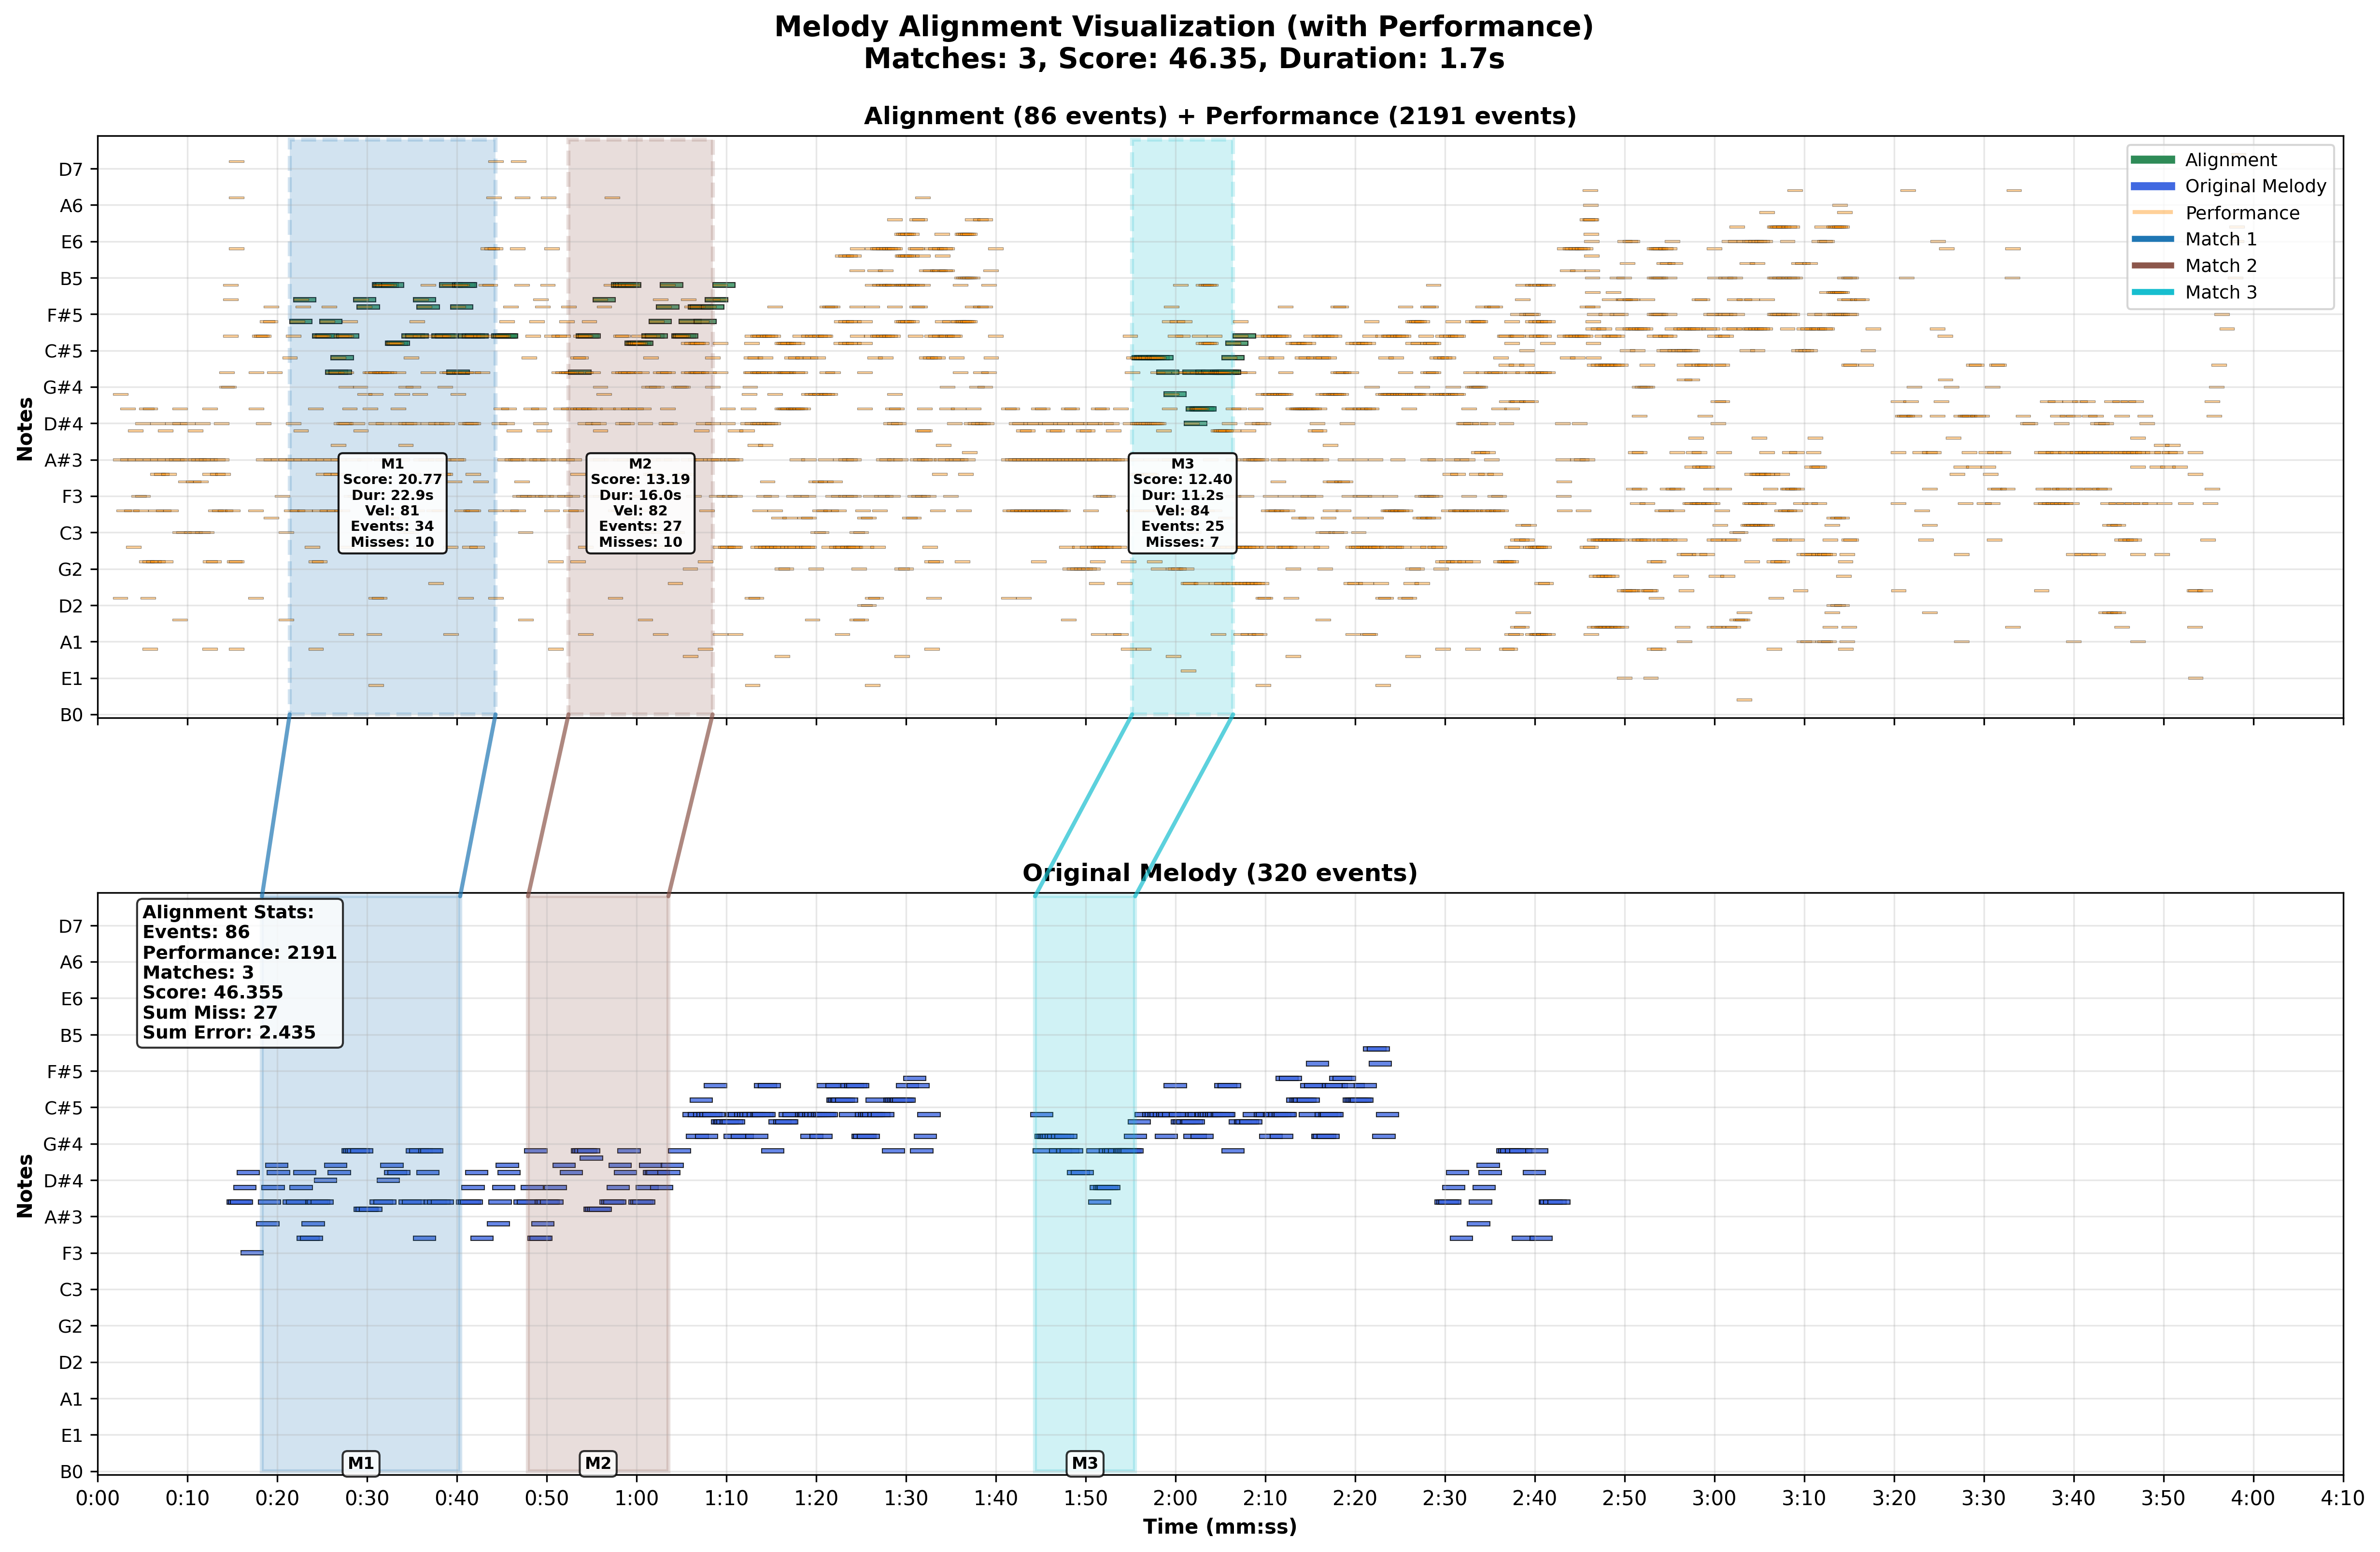 Melody Alignment Visualization (with Performance)
Matches: 3, Score: 46.35, Duration: 1.7s
Alignment (86 events) + Performance (2191 events)
Notes
D7
A6
E6
B5
F#5
C#5
G#4
D#4
A#3
F3
C3
G2
D2
A1
E1
B0
Alignment
Original Melody
Performance
Match 1
Match 2
Match 3
M1
Score: 20.77
Dur: 22.9s
Vel: 81
Events: 34
Misses: 10
M2
Score: 13.19
Dur: 16.0s
Vel: 82
Events: 27
Misses: 10
M3
Score: 12.40
Dur: 11.2s
Vel: 84
Events: 25
Misses: 7
Original Melody (320 events)
Notes
D7
A6
E6
B5
F#5
C#5
G#4
D#4
A#3
F3
C3
G2
D2
A1
E1
B0
Alignment Stats:
Events: 86
Performance: 2191
Matches: 3
Score: 46.355
Sum Miss: 27
Sum Error: 2.435
M1
M2
M3
0:00 0:10 0:20 0:30 0:40 0:50 1:00 1:10 1:20 1:30 1:40 1:50 2:00 2:10 2:20 2:30 2:40 2:50 3:00 3:10 3:20 3:30 3:40 3:50 4:00 4:10
Time (mm:ss)